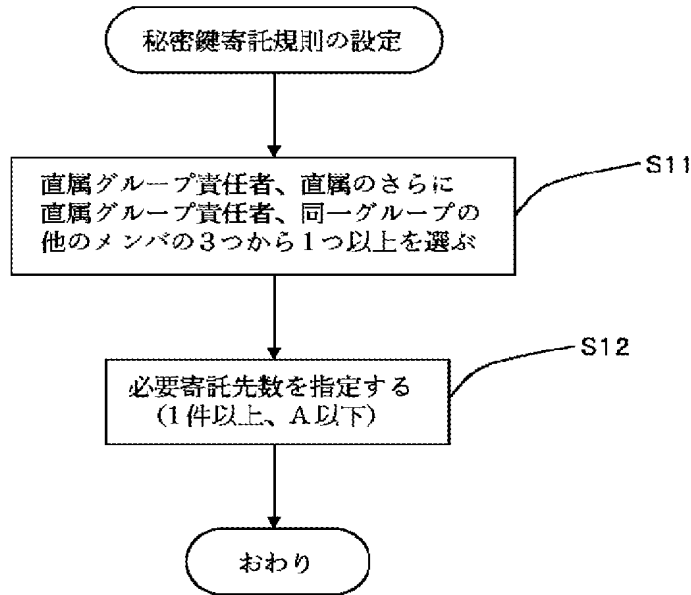 秘密鍵寄託規則の設定
直属グループ責任者、直属のさらに
直属グループ責任者、同一グループの
他のメンバの３つから１つ以上を選ぶ
S11
必要寄託先数を指定する
（１件以上、Ａ以下）
S12
おわり